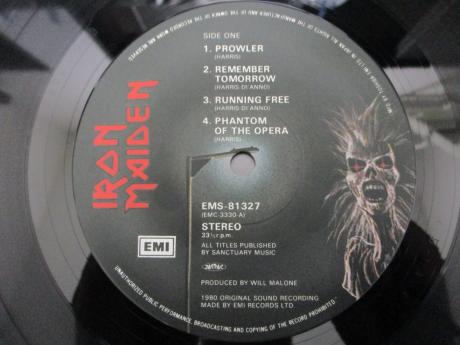 IRON
MAIDEN
SIDE ONE
1. PROWLER
(HARRIS)
2. REMEMBER
TOMORROW
(HARRIS-DI'ANNO)
3. RUNNING FREE
(HARRIS-DI'ANNO)
4. PHANTOM
OF THE OPERA
(HARRIS)
EMS-81327
(EMC-3330-A)
STEREO
33⅓r.p.m.
EMI
ALL TITLES PUBLISHED
BY SANCTUARY MUSIC
JASRAC
PRODUCED BY WILL MALONE
1980 ORIGINAL SOUND RECORDING
MADE BY EMI RECORDS LTD.
UNAUTHORIZED PUBLIC PERFORMANCE, BROADCASTING AND COPYING OF THE RECORD PROHIBITED